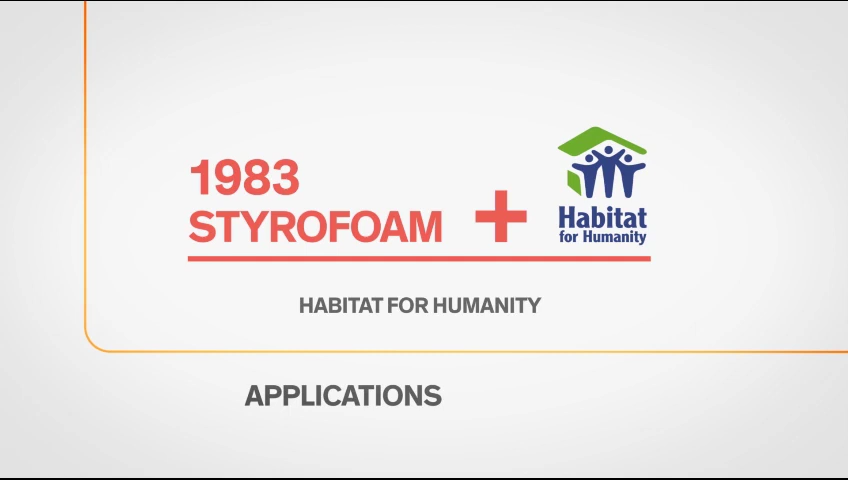 1983
STYROFOAM
+
Habitat
for Humanity
HABITAT FOR HUMANITY
APPLICATIONS